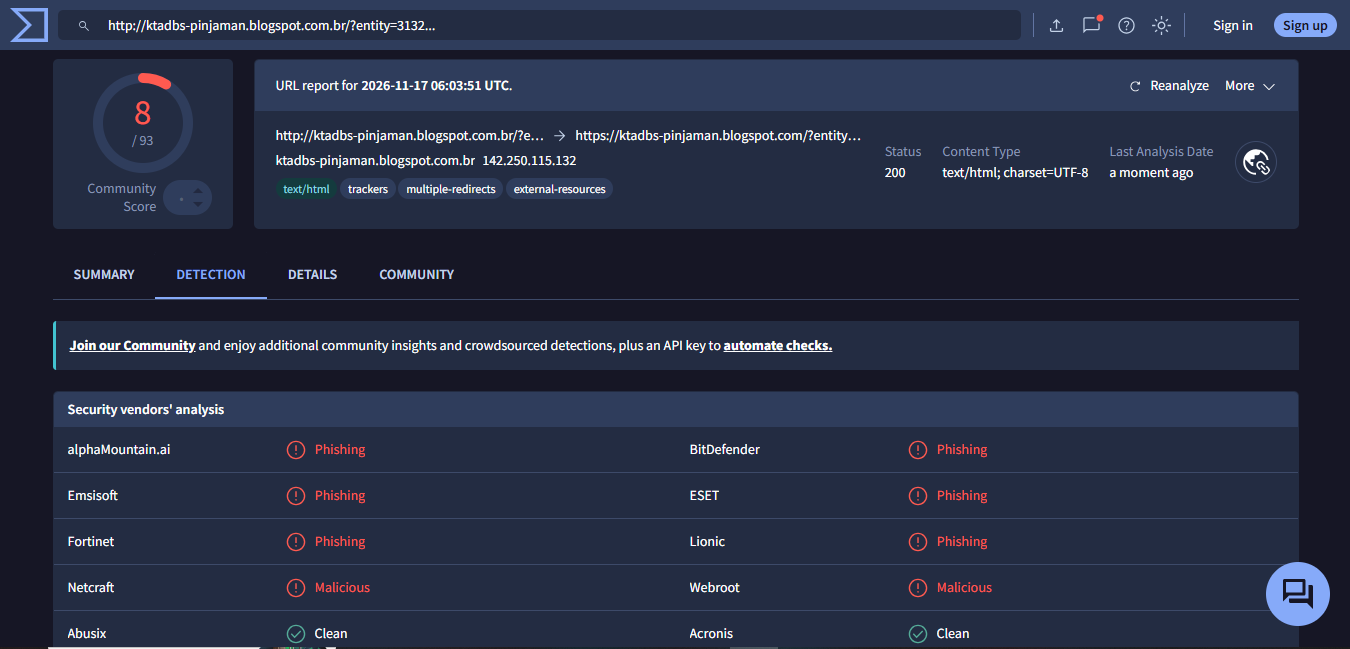 http://ktadbs-pinjaman.blogspot.com.br/?entity=3132...
Sign in
Sign up
8
/ 93
Community
Score
URL report for 2026-11-17 06:03:51 UTC.
Reanalyze
More
http://ktadbs-pinjaman.blogspot.com.br/?e... → https://ktadbs-pinjaman.blogspot.com/?entity...
ktadbs-pinjaman.blogspot.com.br 142.250.115.132
text/html trackers multiple-redirects external-resources
Status Content Type Last Analysis Date
200 text/html; charset=UTF-8 a moment ago
SUMMARY DETECTION DETAILS COMMUNITY
Join our Community and enjoy additional community insights and crowdsourced detections, plus an API key to automate checks.
Security vendors' analysis
alphaMountain.ai Phishing BitDefender Phishing
Emsisoft Phishing ESET Phishing
Fortinet Phishing Lionic Phishing
Netcraft Malicious Webroot Malicious
Abusix Clean Acronis Clean